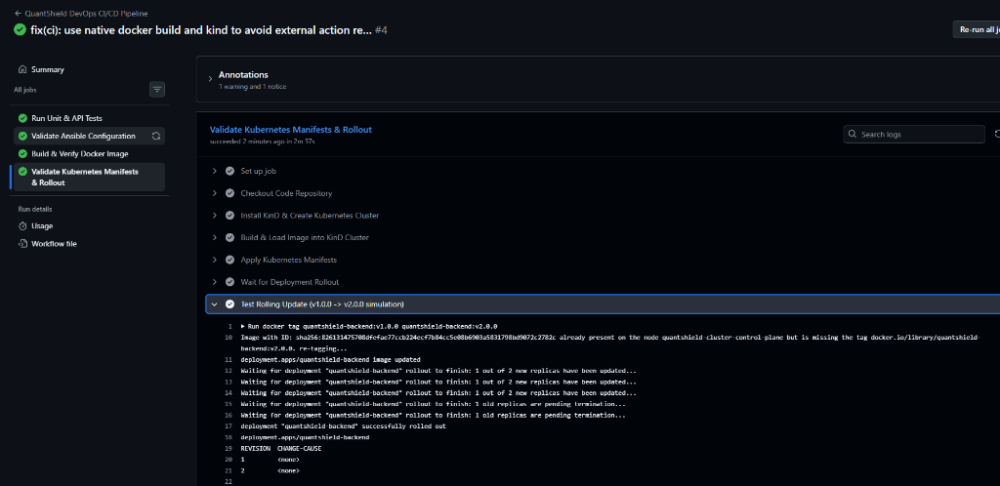 ← QuantShield DevOps CI/CD Pipeline
fix(ci): use native docker build and kind to avoid external action re... #4
Re-run all jo
Summary
All jobs
Run Unit & API Tests
Validate Ansible Configuration
Build & Verify Docker Image
Validate Kubernetes Manifests
& Rollout
Run details
Usage
Workflow file
Annotations
1 warning and 1 notice
Validate Kubernetes Manifests & Rollout
succeeded 2 minutes ago in 2m 57s
Search logs
Set up job
Checkout Code Repository
Install KinD & Create Kubernetes Cluster
Build & Load Image into KinD Cluster
Apply Kubernetes Manifests
Wait for Deployment Rollout
Test Rolling Update (v1.0.0 -> v2.0.0 simulation)
1 ▶ Run docker tag quantshield-backend:v1.0.0 quantshield-backend:v2.0.0
10 Image with ID: already present on the node quantshield-cluster-control-plane but is missing the tag docker.io/library/quantshield-
backend:v2.0.0. re-tagging...
11 deployment.apps/quantshield-backend image updated
12 Waiting for deployment "quantshield-backend" rollout to finish: 1 out of 2 new replicas have been updated...
13 Waiting for deployment "quantshield-backend" rollout to finish: 1 out of 2 new replicas have been updated...
14 Waiting for deployment "quantshield-backend" rollout to finish: 1 out of 2 new replicas have been updated...
15 Waiting for deployment "quantshield-backend" rollout to finish: 1 old replicas are pending termination...
16 Waiting for deployment "quantshield-backend" rollout to finish: 1 old replicas are pending termination...
17 deployment "quantshield-backend" successfully rolled out
18 deployment.apps/quantshield-backend
19 REVISION CHANGE-CAUSE
20 1 <none>
21 2 <none>
22